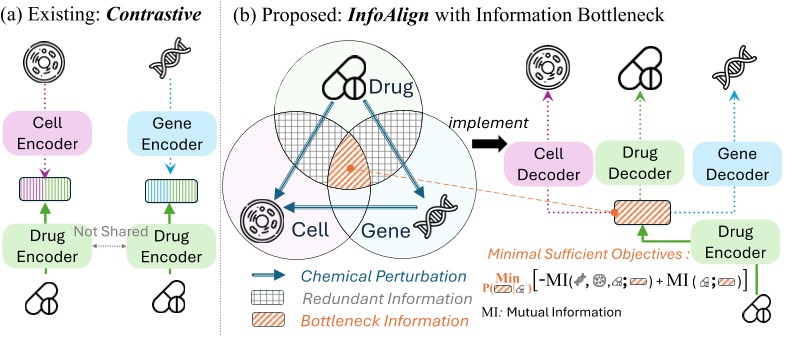 (a) Existing: Contrastive
Cell
Encoder
Gene
Encoder
Not Shared
Drug
Encoder
Drug
Encoder
(b) Proposed: InfoAlign with Information Bottleneck
Drug
Cell
Gene
Chemical Perturbation
Redundant Information
Bottleneck Information
implement
Cell
Decoder
Drug
Decoder
Gene
Decoder
Drug
Encoder
Minimal Sufficient Objectives :
Min
P( | )
[-MI( , , ; ) + MI ( ; )]
MI: Mutual Information